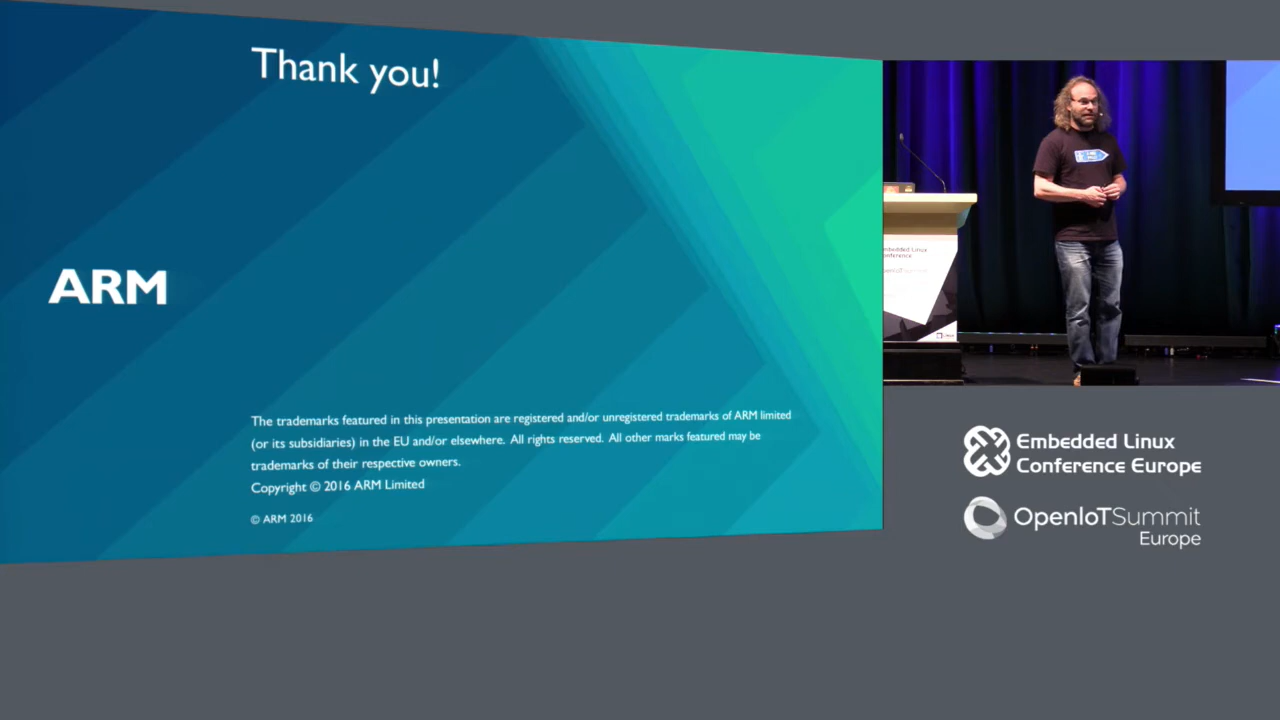 Thank you!
ARM
The trademarks featured in this presentation are registered and/or unregistered trademarks of ARM limited
(or its subsidiaries) in the EU and/or elsewhere. All rights reserved. All other marks featured may be
trademarks of their respective owners.
Copyright © 2016 ARM Limited
© ARM 2016
Embedded Linux
Conference Europe
OpenIoTSummit
Europe